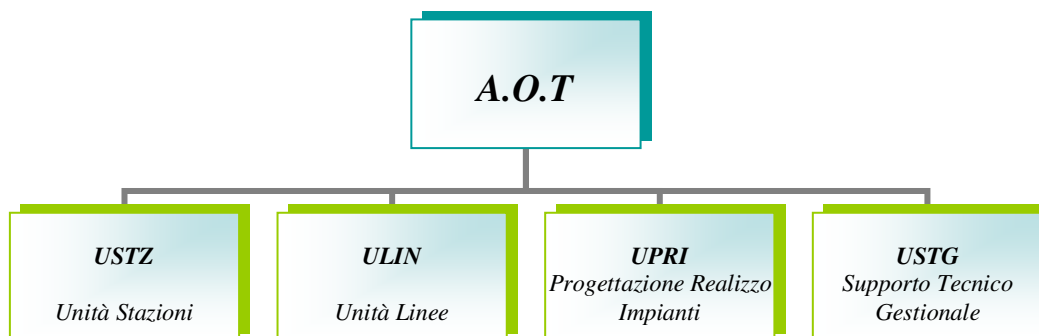 A.O.T
USTZ
Unità Stazioni
ULIN
Unità Linee
UPRI
Progettazione Realizzo
Impianti
USTG
Supporto Tecnico
Gestionale